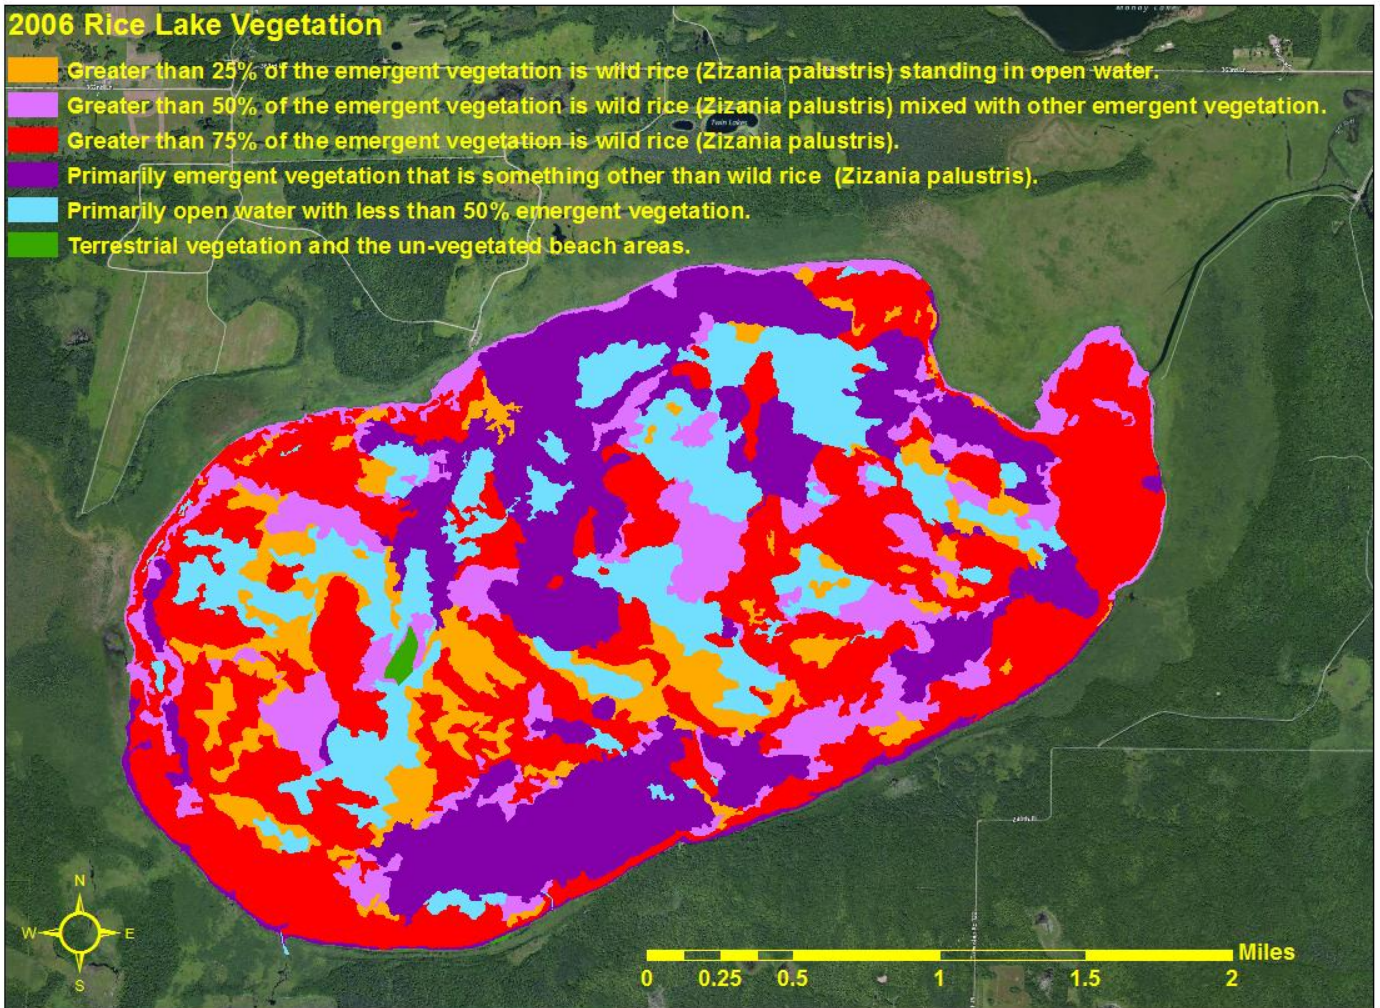 Mandy Lake
2006 Rice Lake Vegetation
Greater than 25% of the emergent vegetation is wild rice (Zizania palustris) standing in open water.
Greater than 50% of the emergent vegetation is wild rice (Zizania palustris) mixed with other emergent vegetation.
Twin Lakes
Greater than 75% of the emergent vegetation is wild rice (Zizania palustris).
Primarily emergent vegetation that is something other than wild rice (Zizania palustris).
Primarily open water with less than 50% emergent vegetation.
Terrestrial vegetation and the un-vegetated beach areas.
N
W E
S
Miles
0 0.25 0.5 1 1.5 2